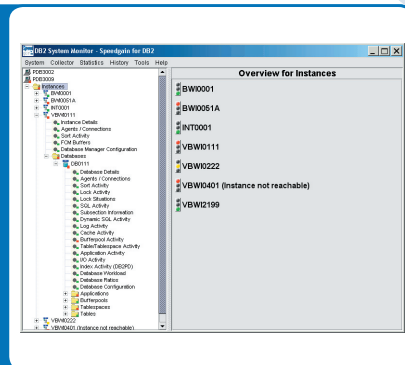 DB2 System Monitor - Speedgain for DB2
System Collector Statistics History Tools Help
PDB3002
PDB3009
Instances
BWI0001
BWI0051A
INT0001
VBWI0111
Instance Details
Agents / Connections
Sort Activity
FCM Buffers
Database Manager Configuration
Databases
DB0111
Database Details
Agents / Connections
Sort Activity
Lock Activity
Lock Situations
SQL Activity
Subsection Information
Dynamic SQL Activity
Log Activity
Cache Activity
Bufferpool Activity
Table/Tablespace Activity
Application Activity
I/O Activity
Index Activity (DB2PD)
Database Workload
Database Ratios
Database Configuration
Applications
Bufferpools
Tablespaces
Tables
VBWI0222
VBWI0401 (Instance not reachable)
Overview for Instances
BWI0001
BWI0051A
INT0001
VBWI0111
VBWI0222
VBWI0401 (Instance not reachable)
VBWI2199